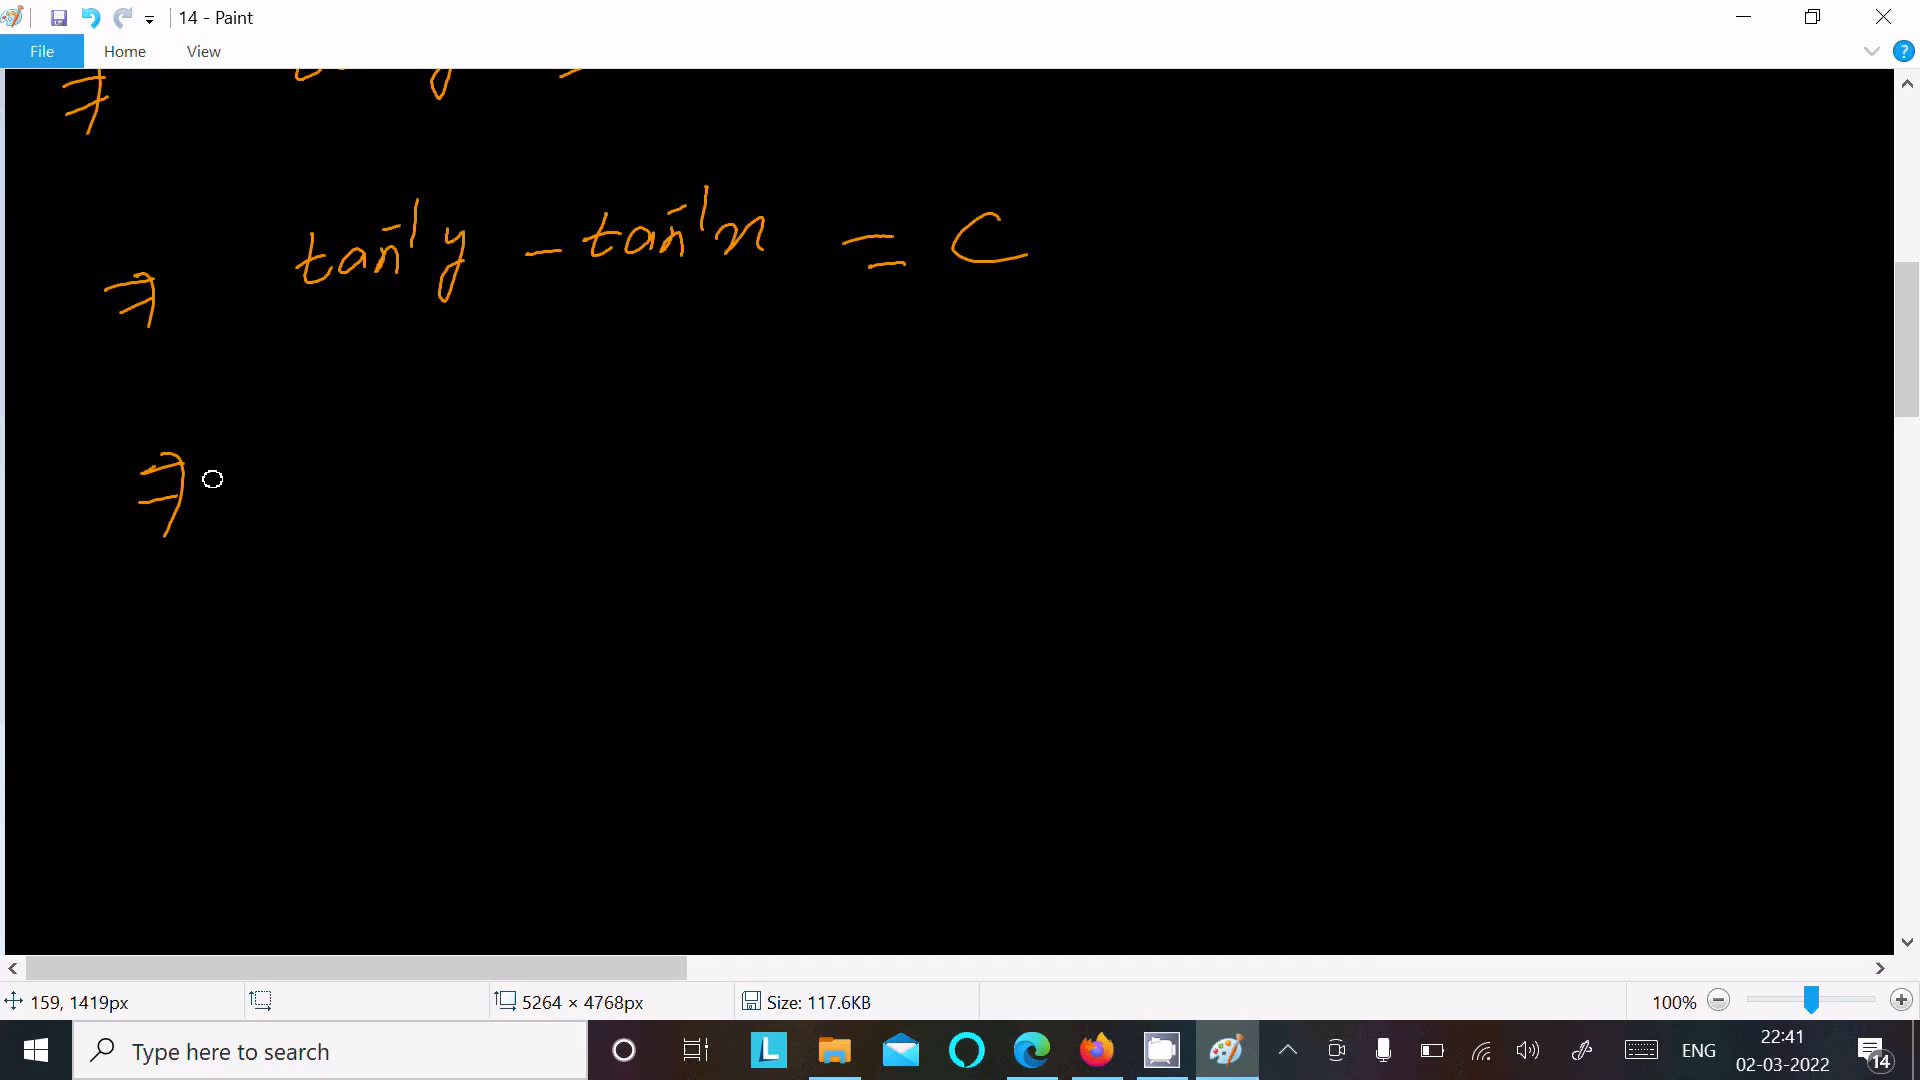 14 - Paint
File Home View
⇒
⇒ tan⁻¹y - tan⁻¹x = C
⇒
159, 1419px 5264 × 4768px Size: 117.6KB 100%
Type here to search L ENG 22:41
02-03-2022 14